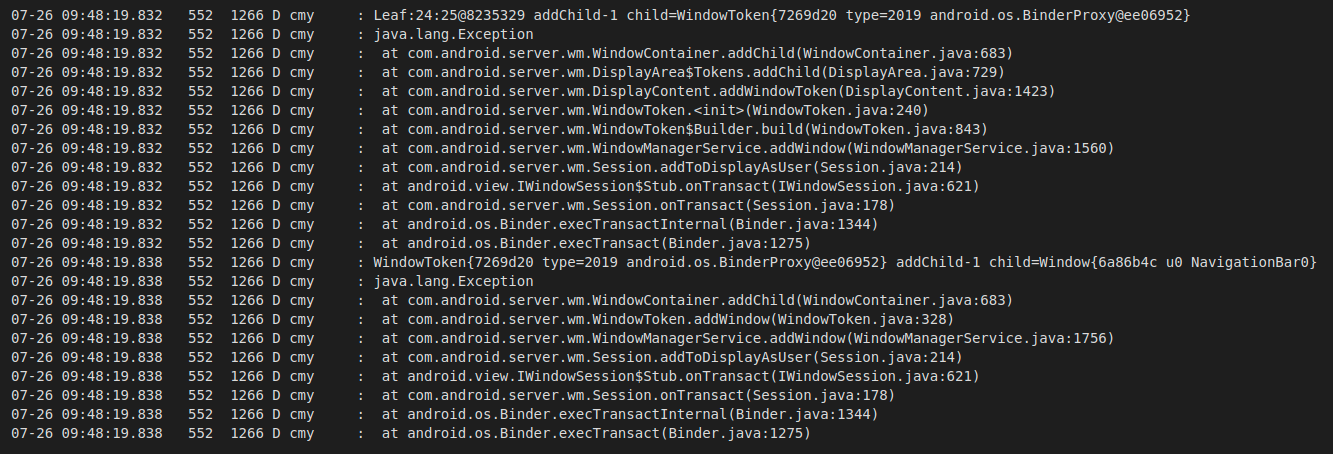 07-26 09:48:19.832   552  1266 D cmy     : Leaf:24:25@8235329 addChild-1 child=WindowToken{7269d20 type=2019 android.os.BinderProxy@ee06952}
07-26 09:48:19.832   552  1266 D cmy     : java.lang.Exception
07-26 09:48:19.832   552  1266 D cmy     :  at com.android.server.wm.WindowContainer.addChild(WindowContainer.java:683)
07-26 09:48:19.832   552  1266 D cmy     :  at com.android.server.wm.DisplayArea$Tokens.addChild(DisplayArea.java:729)
07-26 09:48:19.832   552  1266 D cmy     :  at com.android.server.wm.DisplayContent.addWindowToken(DisplayContent.java:1423)
07-26 09:48:19.832   552  1266 D cmy     :  at com.android.server.wm.WindowToken.<init>(WindowToken.java:240)
07-26 09:48:19.832   552  1266 D cmy     :  at com.android.server.wm.WindowToken$Builder.build(WindowToken.java:843)
07-26 09:48:19.832   552  1266 D cmy     :  at com.android.server.wm.WindowManagerService.addWindow(WindowManagerService.java:1560)
07-26 09:48:19.832   552  1266 D cmy     :  at com.android.server.wm.Session.addToDisplayAsUser(Session.java:214)
07-26 09:48:19.832   552  1266 D cmy     :  at android.view.IWindowSession$Stub.onTransact(IWindowSession.java:621)
07-26 09:48:19.832   552  1266 D cmy     :  at com.android.server.wm.Session.onTransact(Session.java:178)
07-26 09:48:19.832   552  1266 D cmy     :  at android.os.Binder.execTransactInternal(Binder.java:1344)
07-26 09:48:19.832   552  1266 D cmy     :  at android.os.Binder.execTransact(Binder.java:1275)
07-26 09:48:19.838   552  1266 D cmy     : WindowToken{7269d20 type=2019 android.os.BinderProxy@ee06952} addChild-1 child=Window{6a86b4c u0 NavigationBar0}
07-26 09:48:19.838   552  1266 D cmy     : java.lang.Exception
07-26 09:48:19.838   552  1266 D cmy     :  at com.android.server.wm.WindowContainer.addChild(WindowContainer.java:683)
07-26 09:48:19.838   552  1266 D cmy     :  at com.android.server.wm.WindowToken.addWindow(WindowToken.java:328)
07-26 09:48:19.838   552  1266 D cmy     :  at com.android.server.wm.WindowManagerService.addWindow(WindowManagerService.java:1756)
07-26 09:48:19.838   552  1266 D cmy     :  at com.android.server.wm.Session.addToDisplayAsUser(Session.java:214)
07-26 09:48:19.838   552  1266 D cmy     :  at android.view.IWindowSession$Stub.onTransact(IWindowSession.java:621)
07-26 09:48:19.838   552  1266 D cmy     :  at com.android.server.wm.Session.onTransact(Session.java:178)
07-26 09:48:19.838   552  1266 D cmy     :  at android.os.Binder.execTransactInternal(Binder.java:1344)
07-26 09:48:19.838   552  1266 D cmy     :  at android.os.Binder.execTransact(Binder.java:1275)